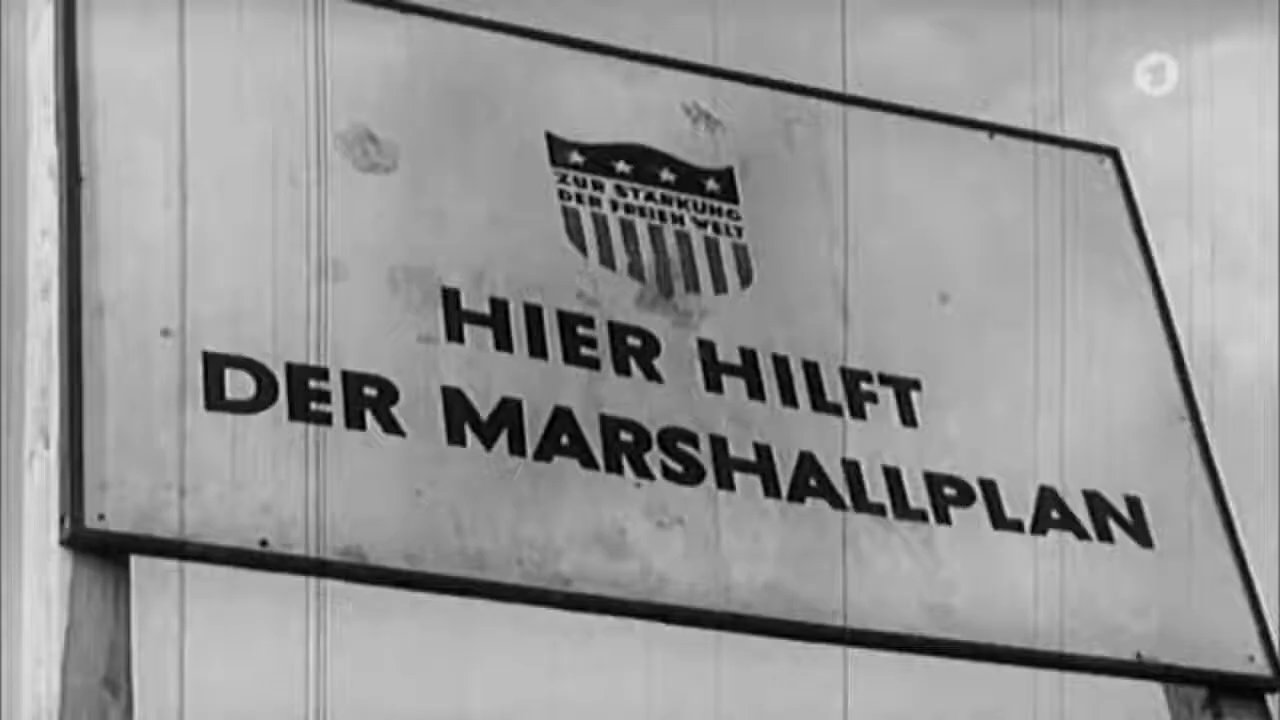 ZUR STÄRKUNG
DER FREIEN WELT
HIER HILFT
DER MARSHALLPLAN